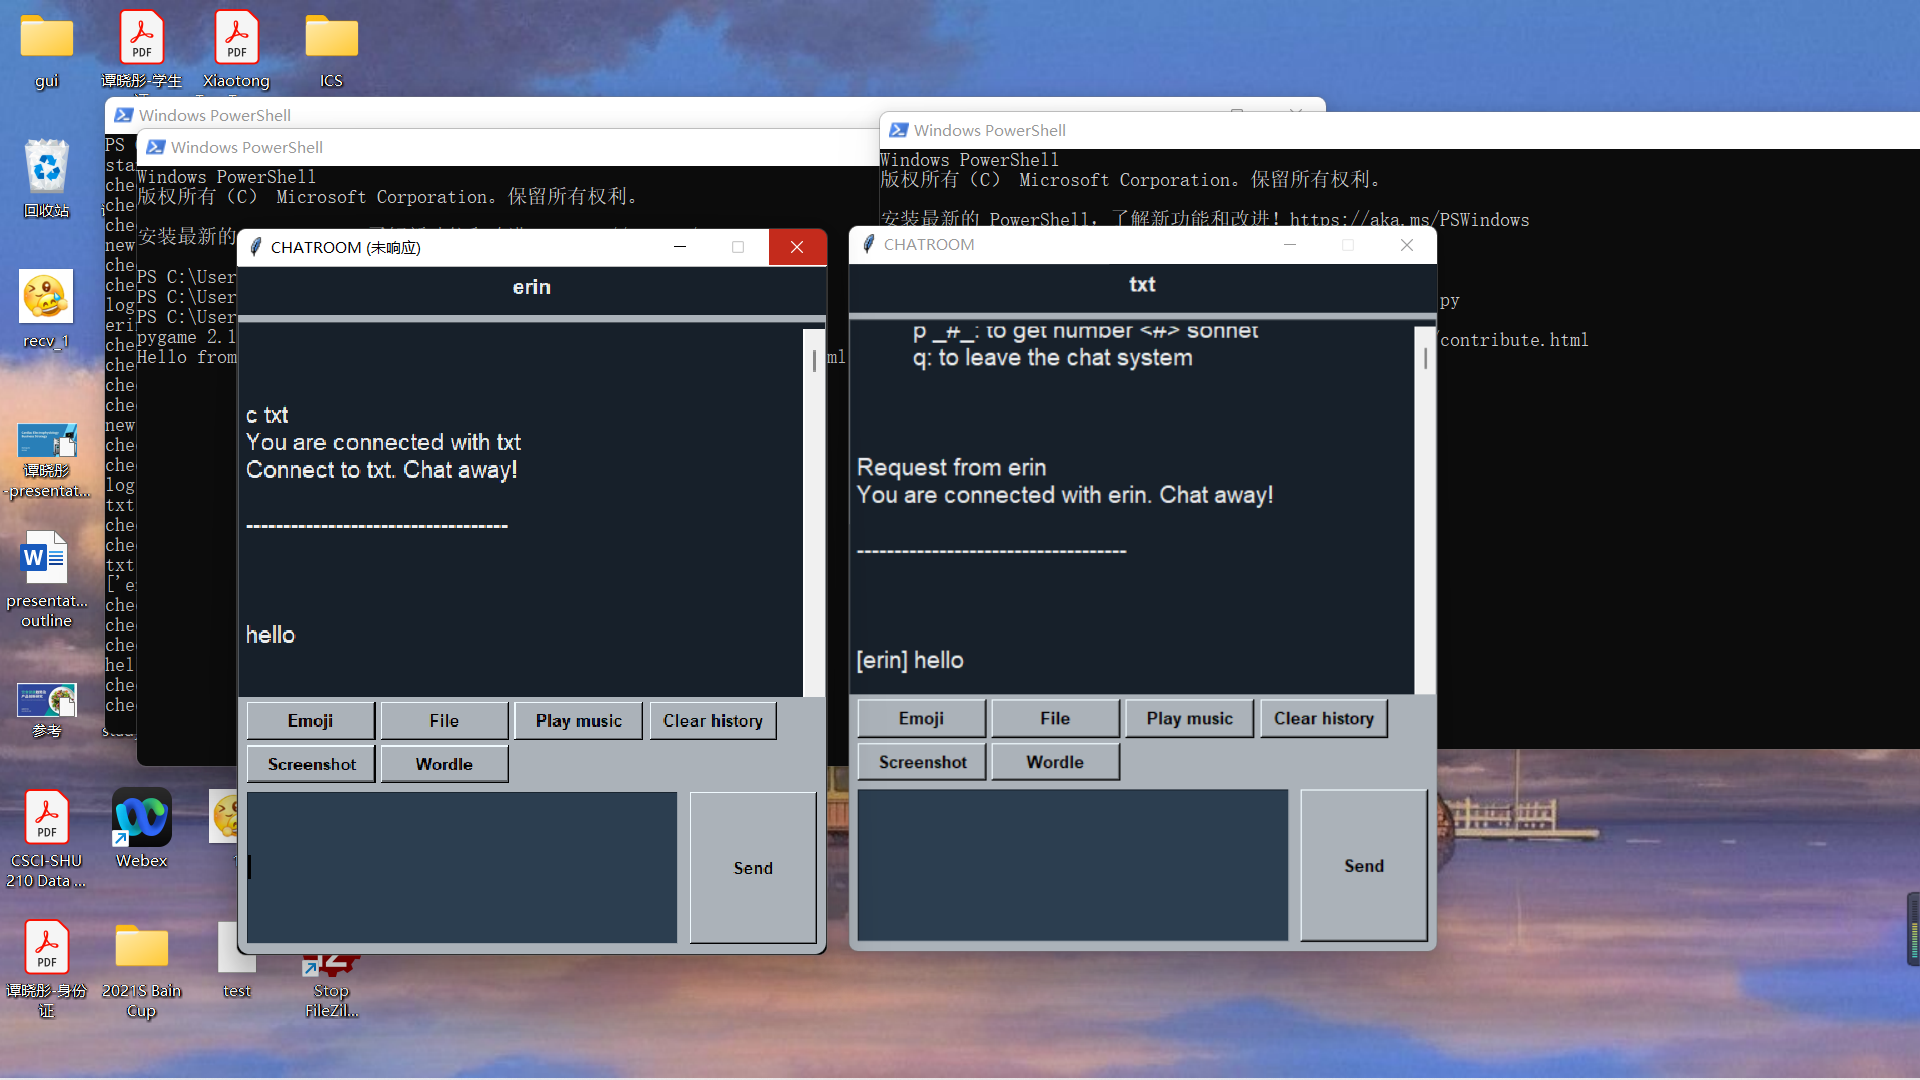 gui
谭晓彤-学生
Xiaotong
ICS
回收站
recv_1
谭晓彤
-presentat...
presentat...
outline
参考
CSCI-SHU
210 Data ...
Webex
谭晓彤-身份
证
2021S Bain
Cup
test
Stop
FileZil...
Windows PowerShell
PS
sta
che
che
che
new
che
che
log
eri
che
che
che
che
new
che
che
log
txt
che
che
txt
['e
che
che
che
hel
che
che
Windows PowerShell
Windows PowerShell
版权所有（C） Microsoft Corporation。保留所有权利。
安装最新的
PS C:\User
PS C:\User
PS C:\User
pygame 2.1
Hello from
ml
Windows PowerShell
Windows PowerShell
版权所有（C） Microsoft Corporation。保留所有权利。
安装最新的 PowerShell，了解新功能和改进！https://aka.ms/PSWindows
py
/contribute.html
CHATROOM (未响应)
erin
c txt
You are connected with txt
Connect to txt. Chat away!
-----------------------------------
hello
Emoji
File
Play music
Clear history
Screenshot
Wordle
Send
CHATROOM
txt
p _#_: to get number <#> sonnet
q: to leave the chat system
Request from erin
You are connected with erin. Chat away!
------------------------------------
[erin] hello
Emoji
File
Play music
Clear history
Screenshot
Wordle
Send